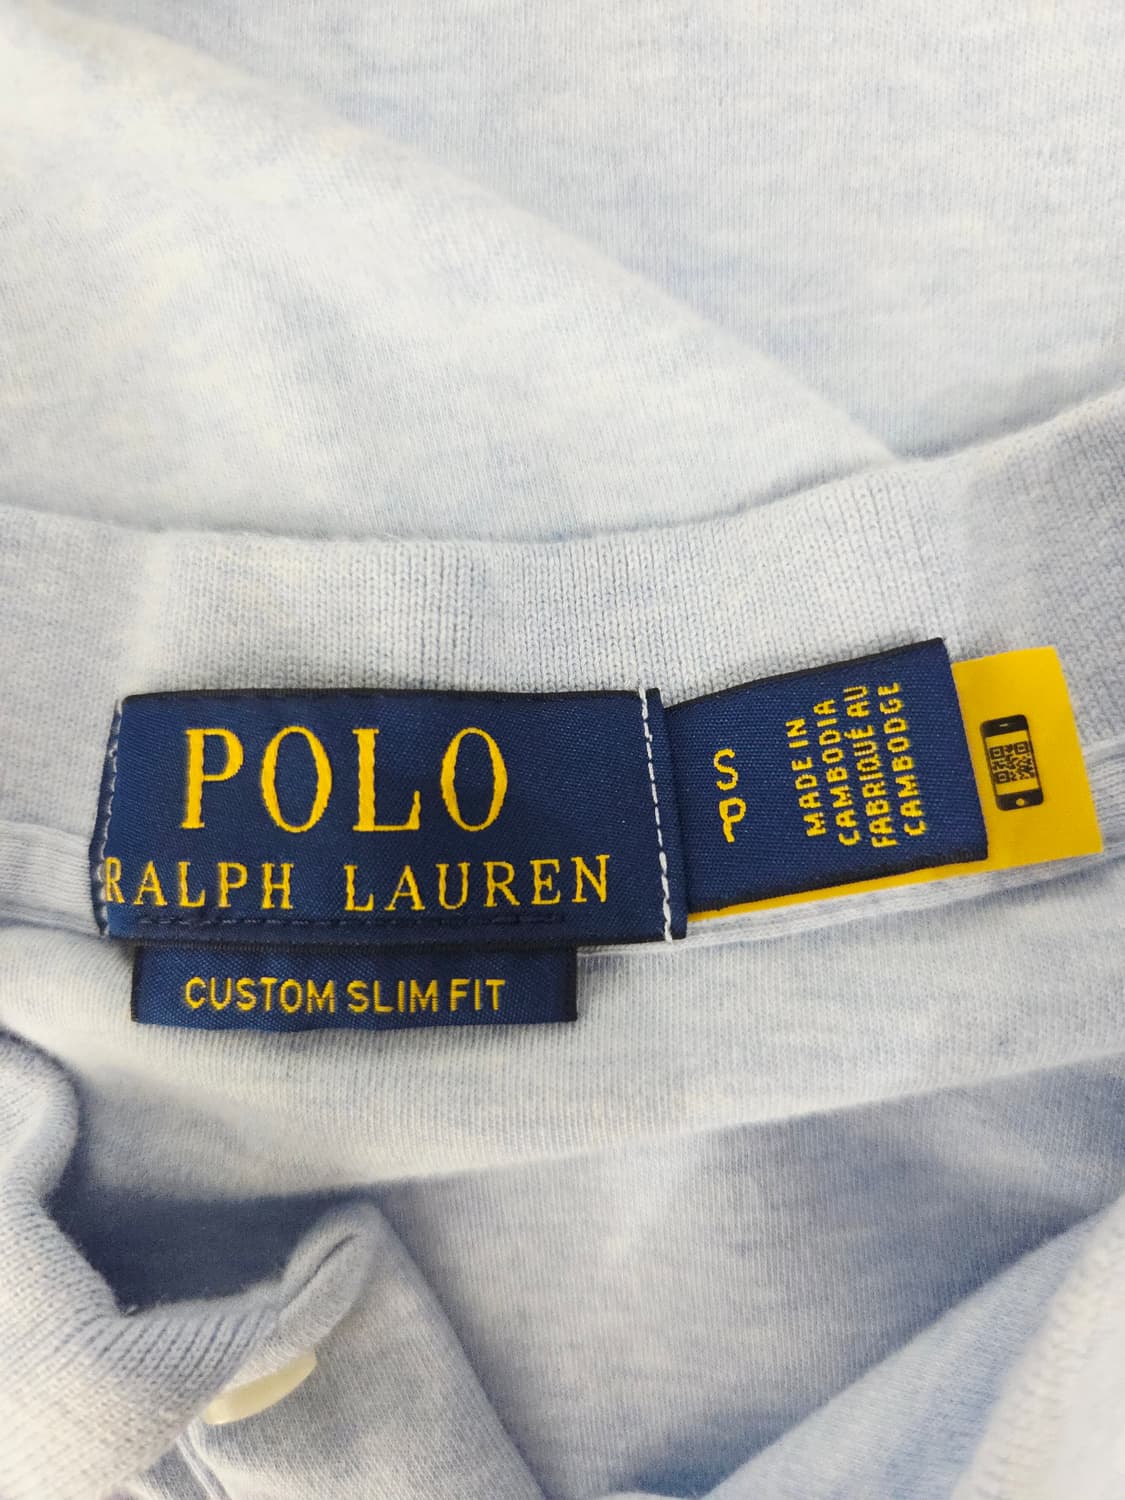 POLO
RALPH LAUREN
CUSTOM SLIM FIT
S
P
MADE IN
CAMBODIA
FABRIQUÉ AU
CAMBODGE